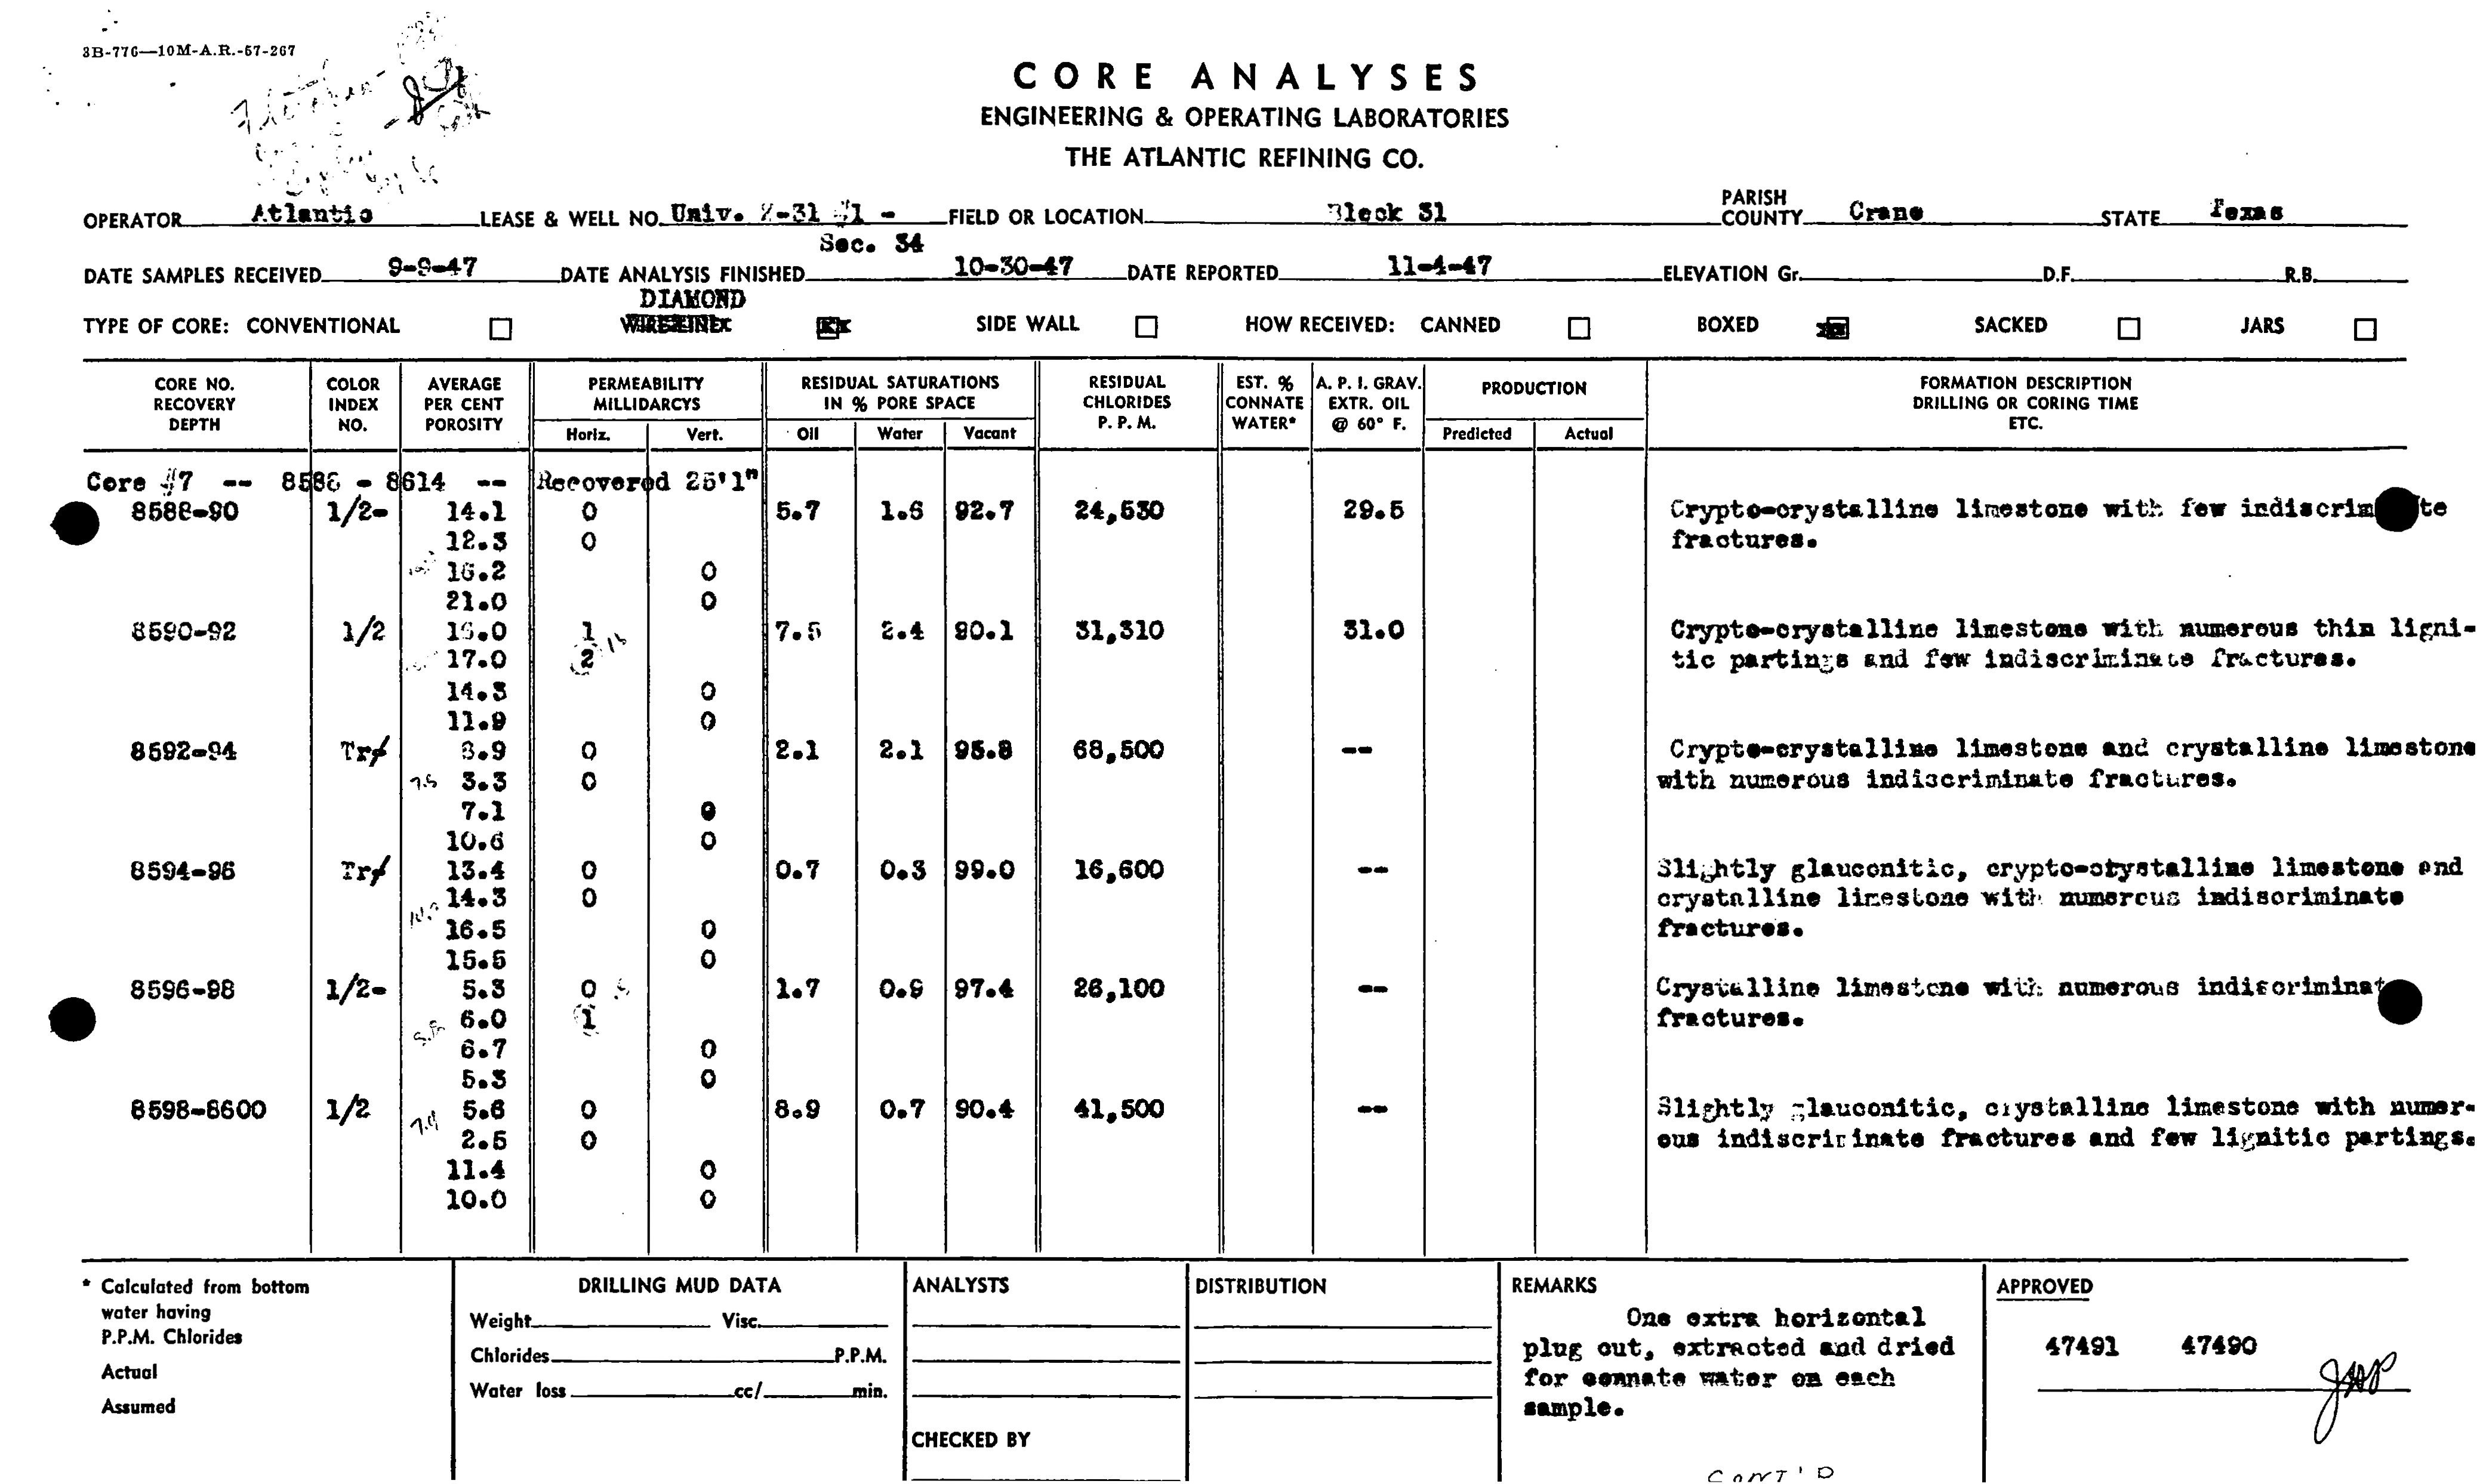 3B-776—10M-A.R.-57-267
CORE ANALYSES
ENGINEERING & OPERATING LABORATORIES
THE ATLANTIC REFINING CO.
OPERATOR Atlantic LEASE & WELL NO. Univ. -31 #1 - FIELD OR LOCATION Block 31 PARISH COUNTY Crane STATE Texas
Sec. 34
DATE SAMPLES RECEIVED 9-9-47 DATE ANALYSIS FINISHED 10-30-47 DATE REPORTED 11-4-47 ELEVATION Gr. D.F. R.B.
DIAMOND
TYPE OF CORE: CONVENTIONAL WIRELINE SIDE WALL HOW RECEIVED: CANNED BOXED SACKED JARS
CORE NO. RECOVERY DEPTH COLOR INDEX NO. AVERAGE PER CENT POROSITY PERMEABILITY MILLIDARCYS Horiz. Vert. RESIDUAL SATURATIONS IN % PORE SPACE Oil Water Vacant RESIDUAL CHLORIDES P. P. M. EST. % CONNATE WATER* A. P. I. GRAV. EXTR. OIL @ 60° F. PRODUCTION Predicted Actual FORMATION DESCRIPTION DRILLING OR CORING TIME ETC.
Core #7 -- 8588 - 8614 -- Recovered 25'1"
8588-90 1/2- 14.1 0 5.7 1.6 92.7 24,530 29.5 Crypto-crystalline limestone with few
12.3 0 fractures.
16.2 0
21.0 0
8590-92 1/2 1 7.5 2.4 90.1 31,310 31.0 Crypto-crystalline limestone with numerous thin ligni-
17.0 2 tic partings and few indiscriminate fractures.
14.3 0
11.9 0
8592-94 Tr+ 2.1 2.1 95.8 68,500 -- Crypto-crystalline limestone and crystalline limestone
7.5 3.3 0 with numerous indiscriminate fractures.
7.1 0
10.6 0
8594-96 Tr+ 13.4 0 0.7 0.3 99.0 16,600 -- Slightly glauconitic, crypto-crystalline limestone and
14.3 0 crystalline limestone with numerous indiscriminate
16.5 0 fractures.
15.5 0
8596-98 1/2- 5.3 0 1.7 0.9 97.4 26,100 -- Crystalline limestone with numerous
6.0 1 fractures.
6.7 0
5.3 0
8598-8600 1/2 5.6 0 8.9 0.7 90.4 41,500 -- Slightly glauconitic, crystalline limestone with numer-
2.5 0 ous indiscriminate fractures and few lignitic partings.
11.4 0
10.0 0
* Calculated from bottom
water having
P.P.M. Chlorides
Actual
Assumed
DRILLING MUD DATA
Weight Visc.
Chlorides P.P.M.
Water loss cc/ min.
ANALYSTS
CHECKED BY
DISTRIBUTION
REMARKS
One extra horizontal
plug out, extracted and dried
for connate water on each
sample.
CONT'D
APPROVED
47491 47490